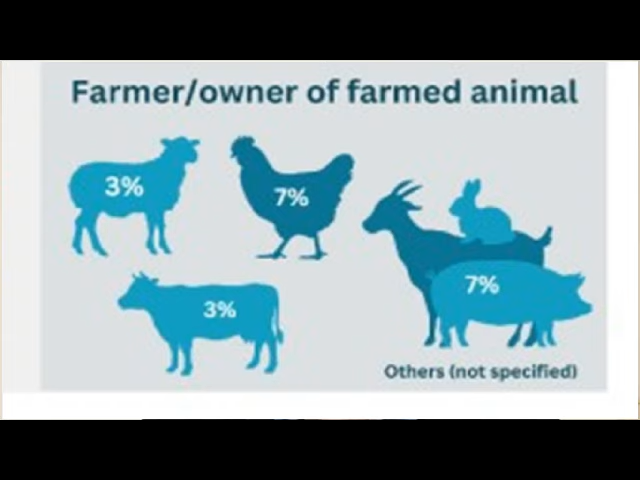 Farmer/owner of farmed animal
3%
7%
3%
7%
Others (not specified)